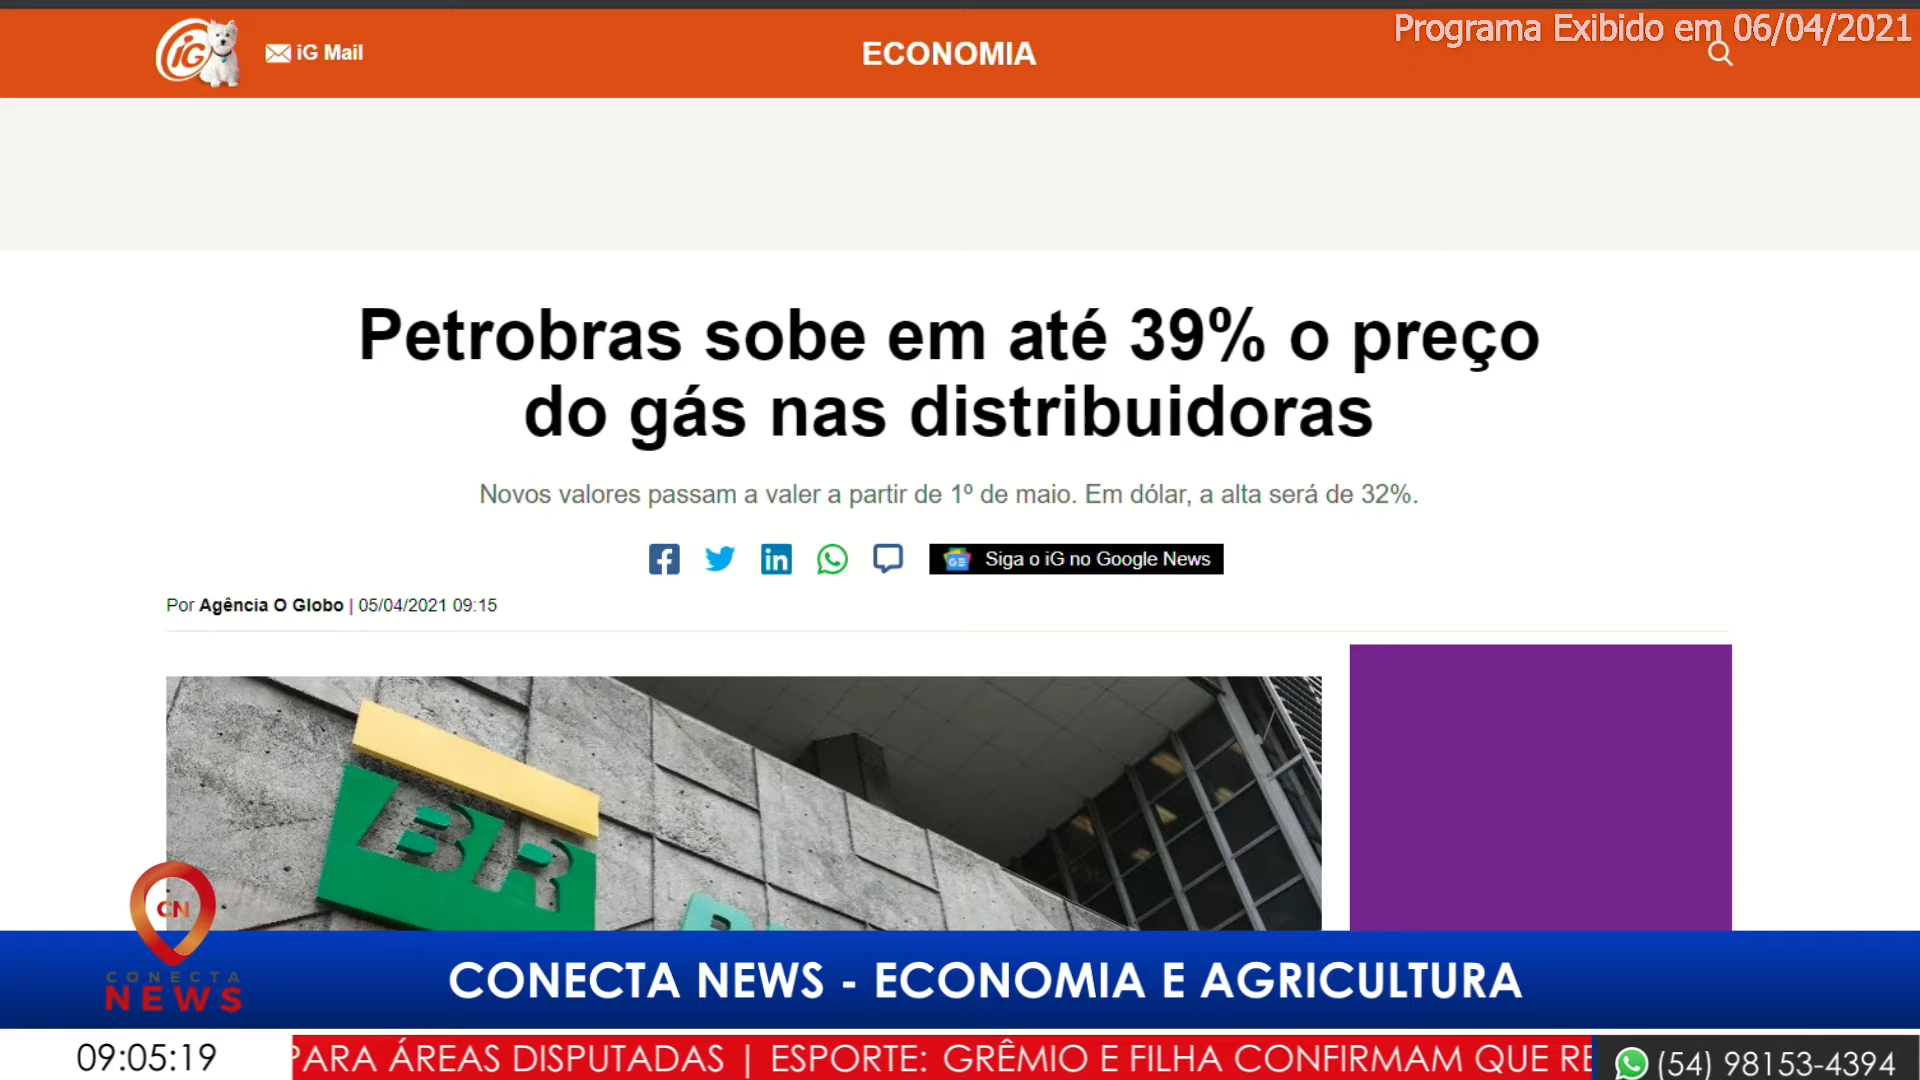 Programa Exibido em 06/04/2021
iG
iG Mail
ECONOMIA
Petrobras sobe em até 39% o preço
do gás nas distribuidoras
Novos valores passam a valer a partir de 1º de maio. Em dólar, a alta será de 32%.
Siga o iG no Google News
Por Agência O Globo | 05/04/2021 09:15
BR
CN
CONECTA
NEWS
CONECTA NEWS - ECONOMIA E AGRICULTURA
09:05:19
PARA ÁREAS DISPUTADAS | ESPORTE: GRÊMIO E FILHA CONFIRMAM QUE RE
(54) 98153-4394